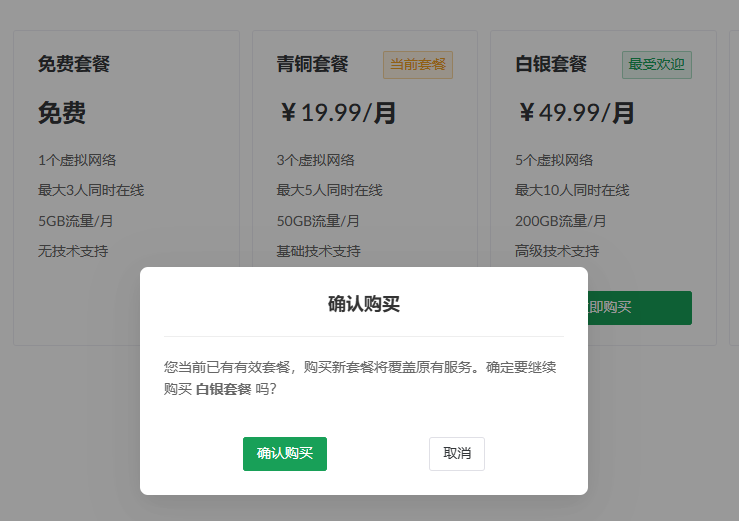 免费套餐
免费
1个虚拟网络
最大3人同时在线
5GB流量/月
无技术支持
青铜套餐
当前套餐
￥19.99/月
3个虚拟网络
最大5人同时在线
50GB流量/月
基础技术支持
白银套餐
最受欢迎
￥49.99/月
5个虚拟网络
最大10人同时在线
200GB流量/月
高级技术支持
即购买
确认购买
您当前已有有效套餐，购买新套餐将覆盖原有服务。确定要继续
购买 白银套餐 吗？
确认购买
取消